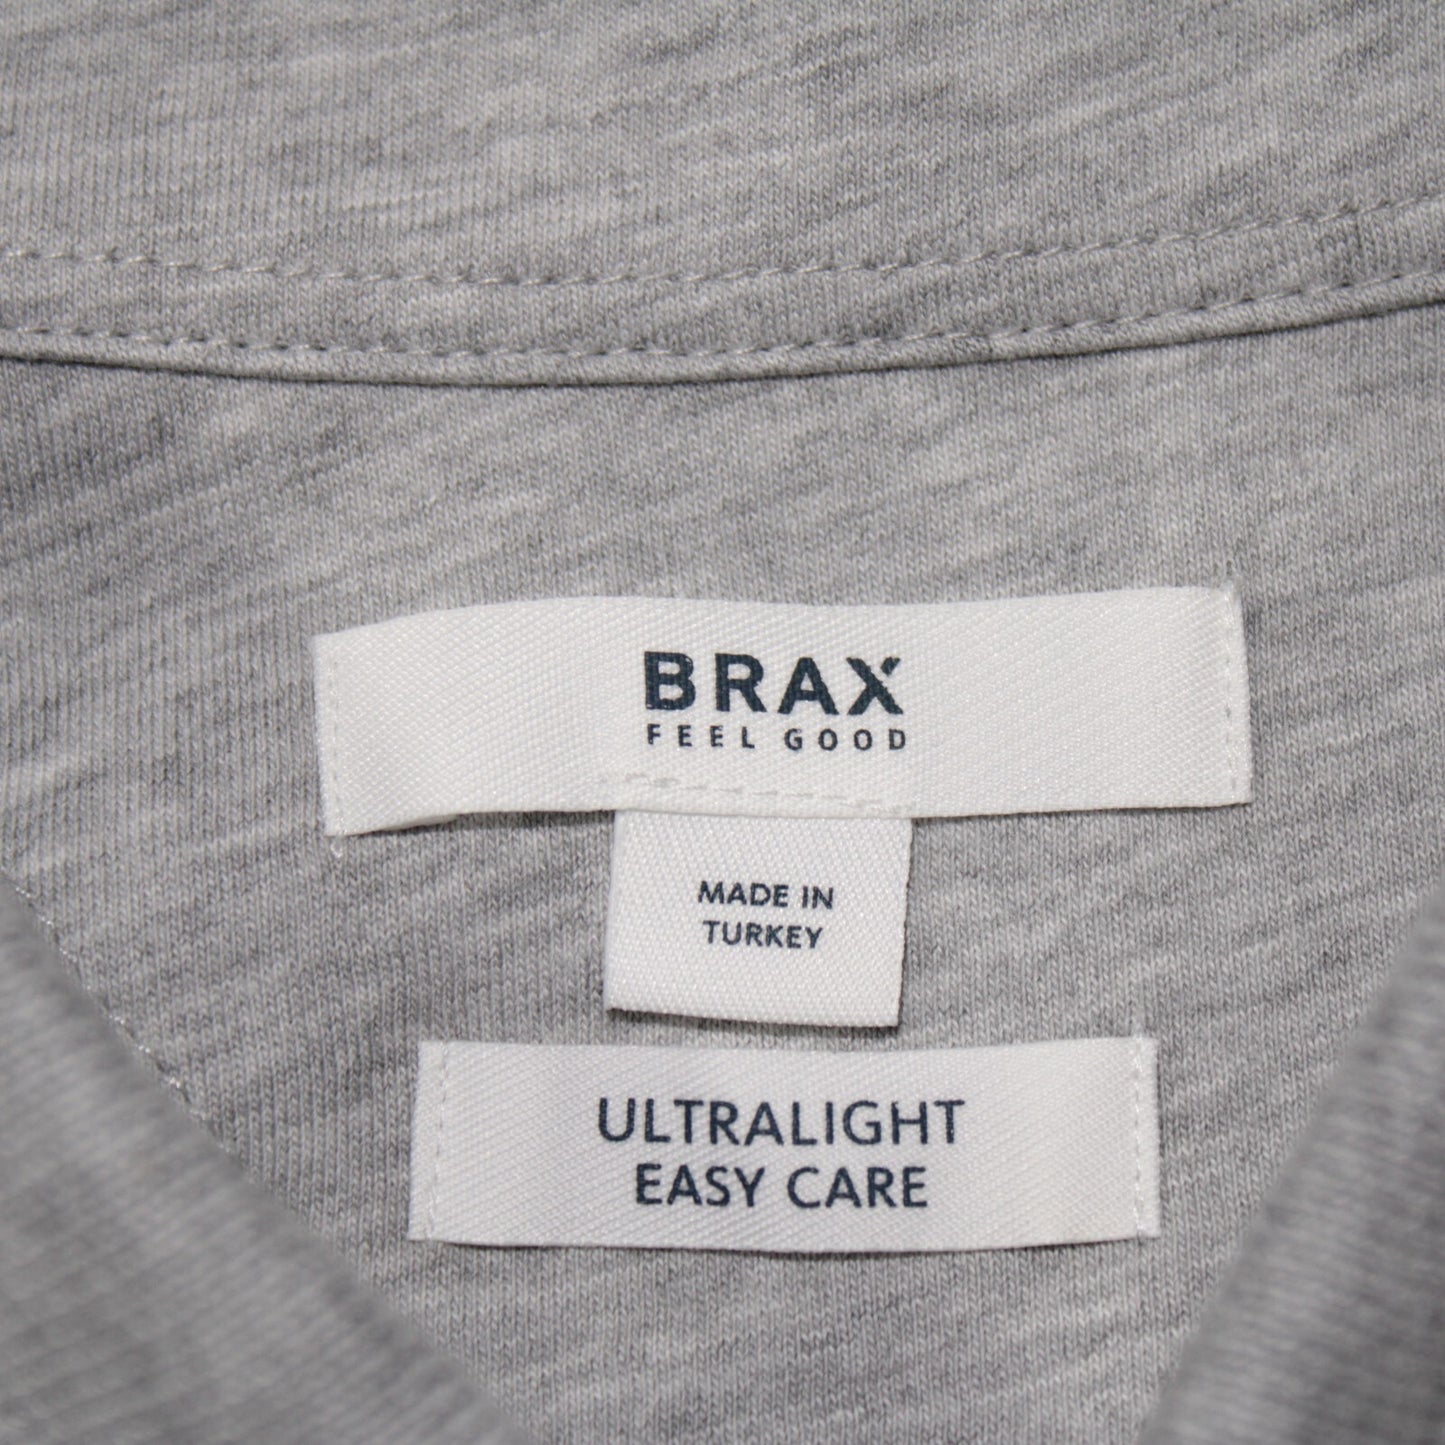 BRAX
FEEL GOOD
MADE IN
TURKEY
ULTRALIGHT
EASY CARE